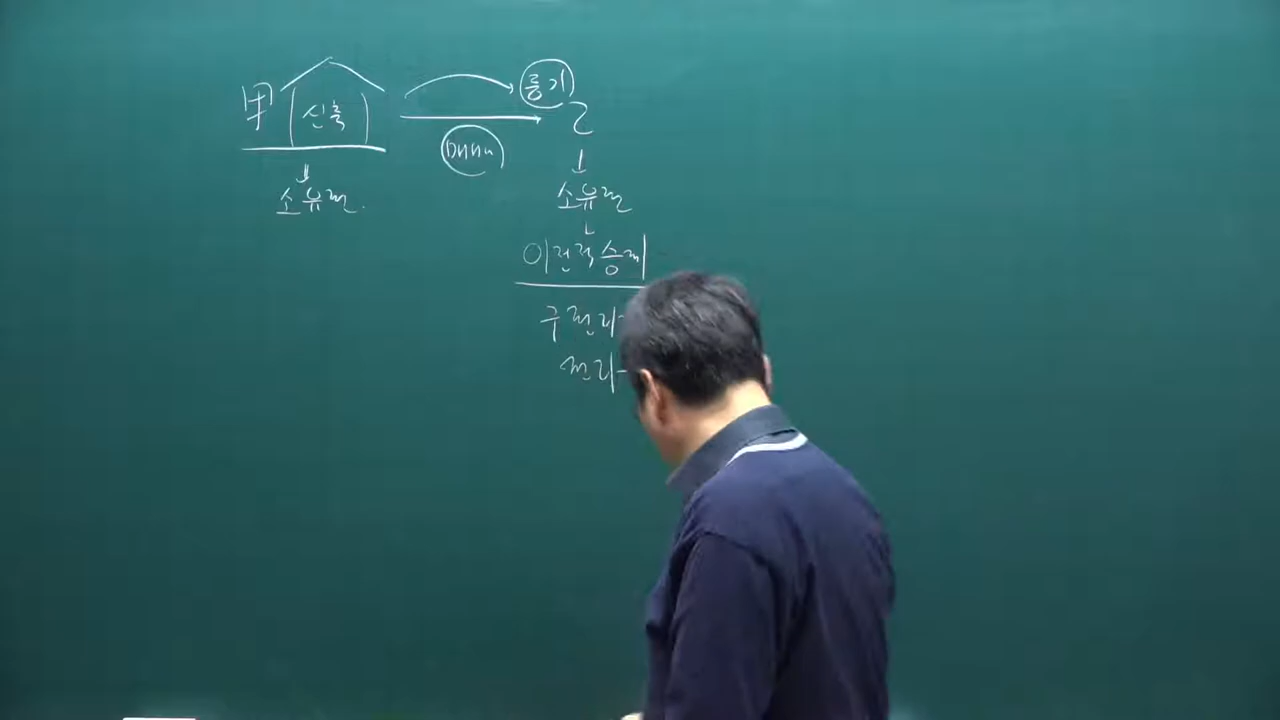 甲 신축
소유권.
등기
매매
乙
소유권
이전적 승계
구 권리
권리